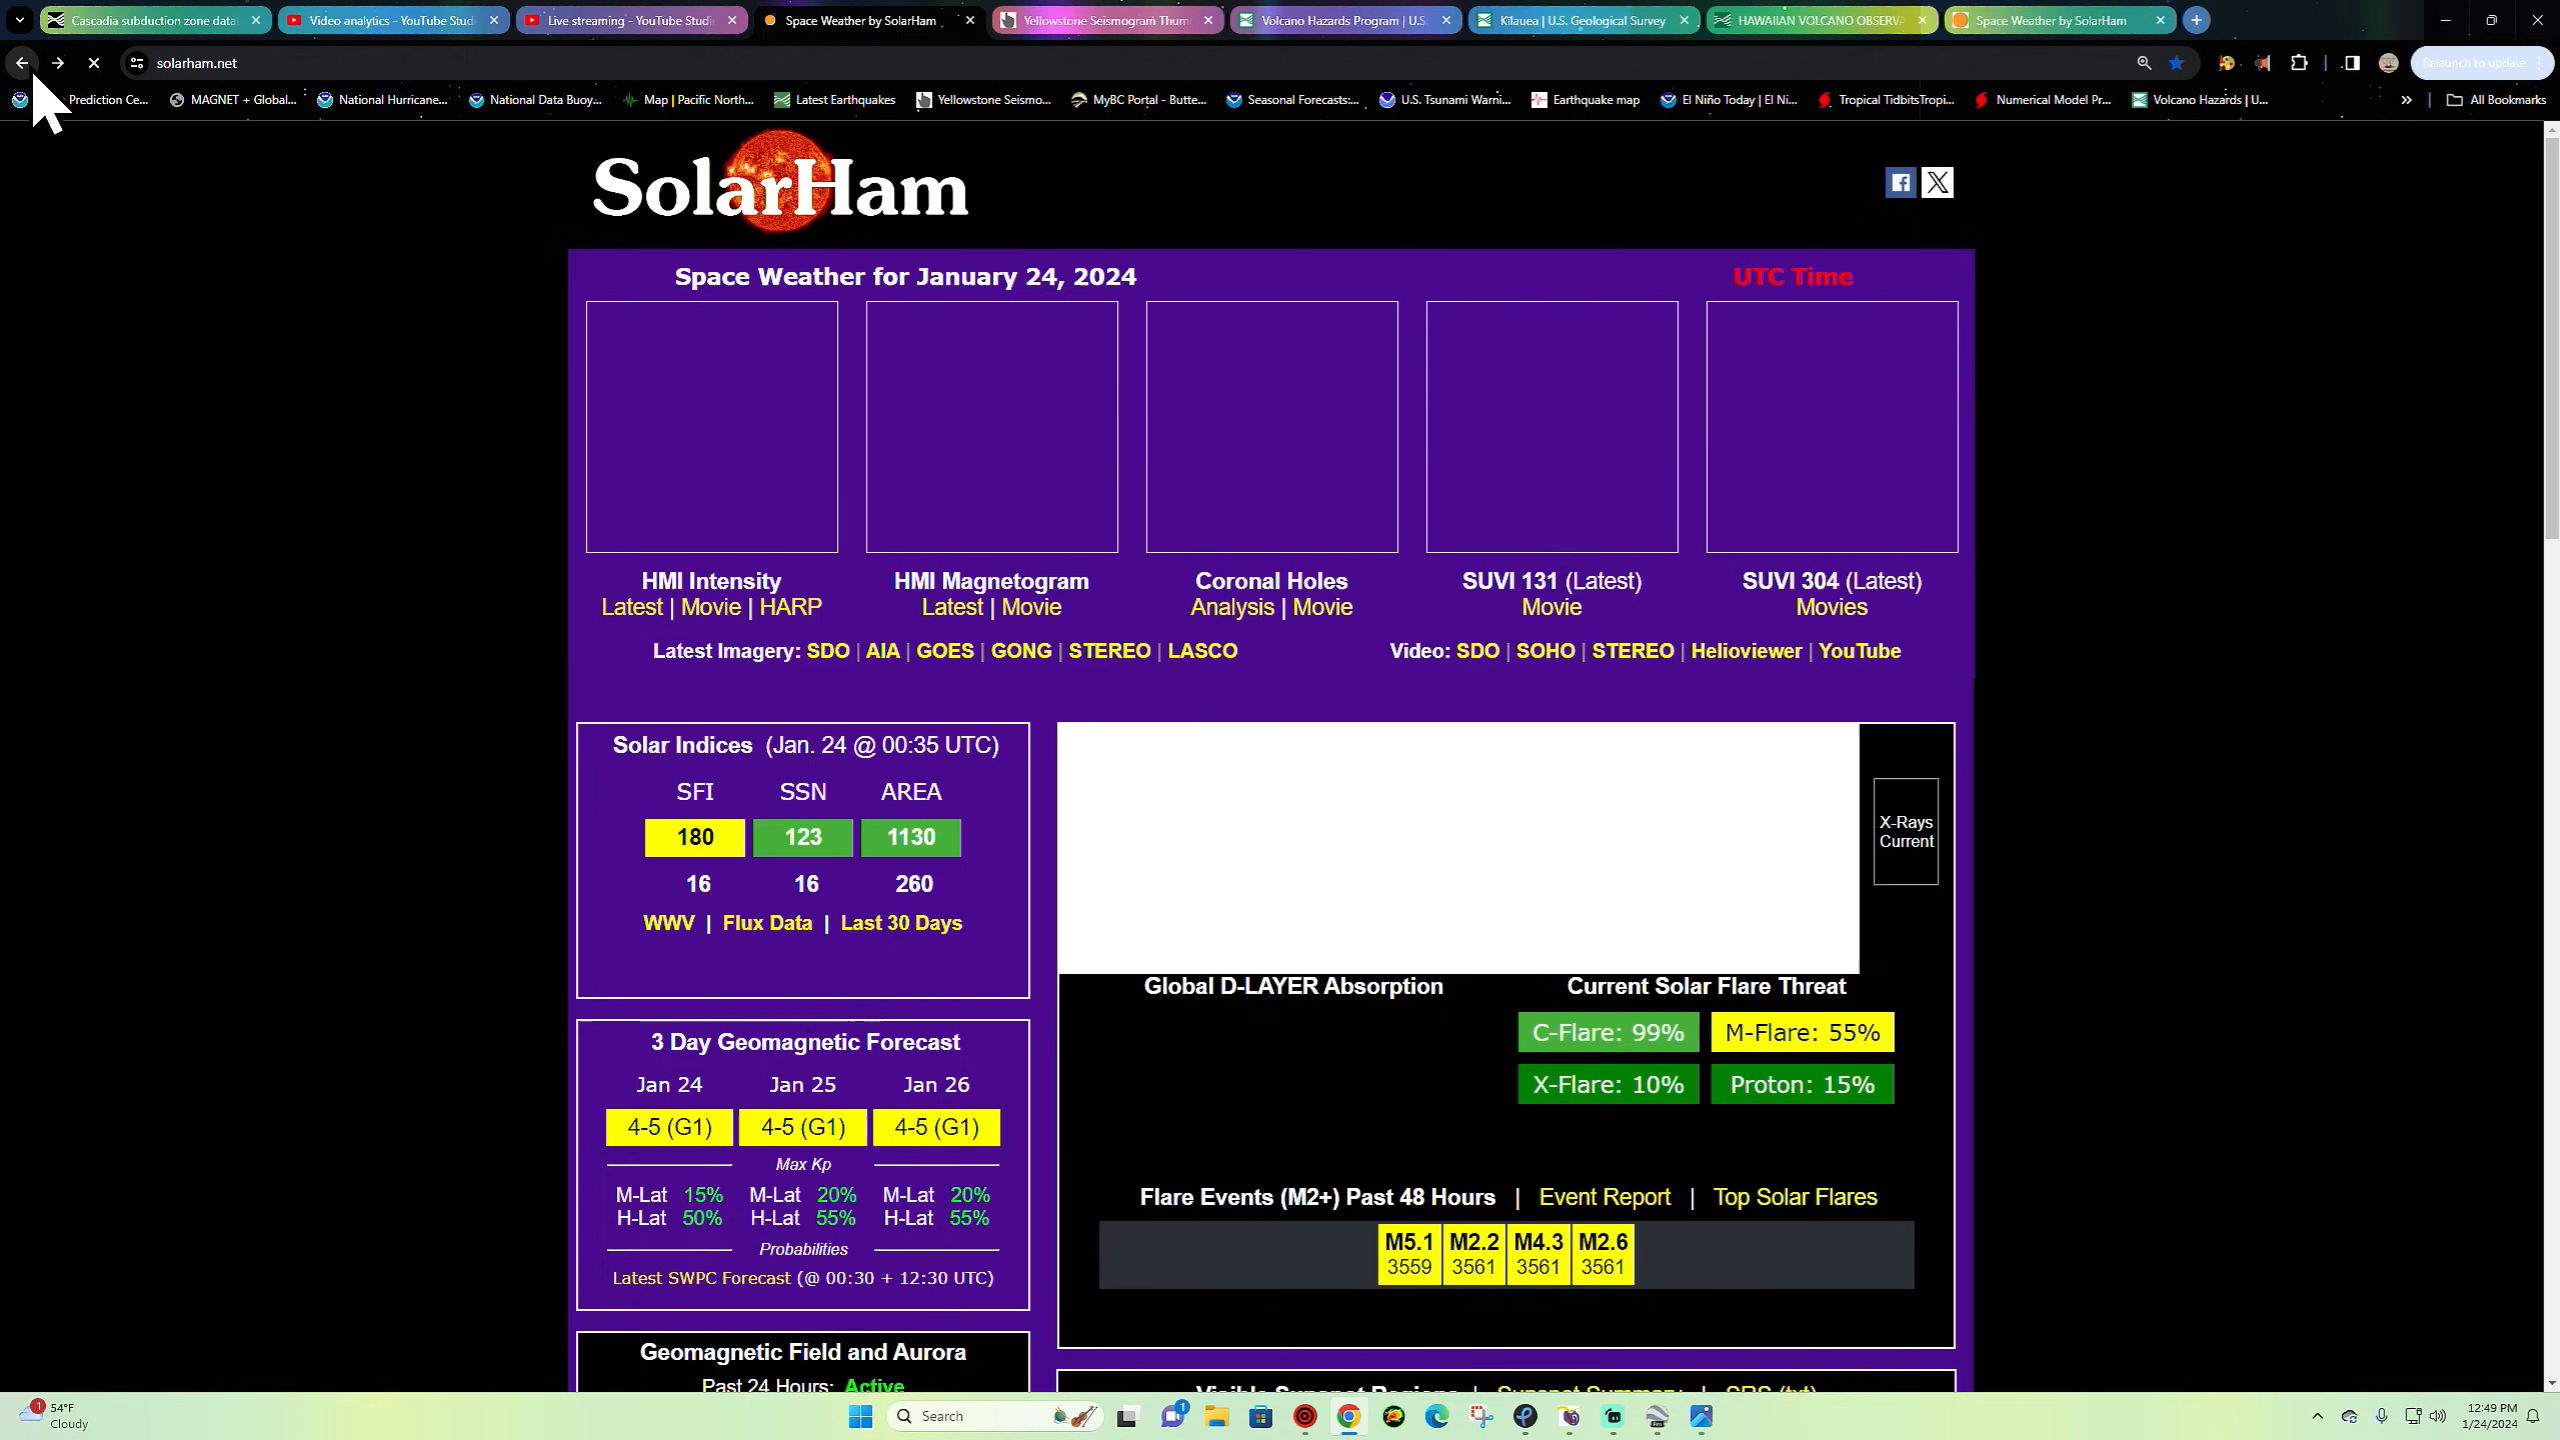 Cascadia subduction zone data
Video analytics - YouTube Studi
Live streaming - YouTube Studi
Space Weather by SolarHam
Yellowstone Seismogram Thum
Volcano Hazards Program | U.S.
Kīlauea | U.S. Geological Survey
HAWAIIAN VOLCANO OBSERVA
Space Weather by SolarHam
solarham.net
Relaunch to update
Prediction Ce...
MAGNET + Global...
National Hurricane...
National Data Buoy...
Map | Pacific North...
Latest Earthquakes
Yellowstone Seismo...
MyBC Portal - Butte...
Seasonal Forecasts:...
U.S. Tsunami Warni...
Earthquake map
El Niño Today | El Ni...
Tropical TidbitsTropi...
Numerical Model Pr...
Volcano Hazards | U...
All Bookmarks
SolarHam
Space Weather for January 24, 2024
UTC Time
HMI Intensity
Latest | Movie | HARP
HMI Magnetogram
Latest | Movie
Coronal Holes
Analysis | Movie
SUVI 131 (Latest)
Movie
SUVI 304 (Latest)
Movies
Latest Imagery: SDO | AIA | GOES | GONG | STEREO | LASCO
Video: SDO | SOHO | STEREO | Helioviewer | YouTube
Solar Indices (Jan. 24 @ 00:35 UTC)
SFI SSN AREA
180 123 1130
16 16 260
WWV | Flux Data | Last 30 Days
X-Rays
Current
Global D-LAYER Absorption
Current Solar Flare Threat
C-Flare: 99% M-Flare: 55%
X-Flare: 10% Proton: 15%
3 Day Geomagnetic Forecast
Jan 24 Jan 25 Jan 26
4-5 (G1) 4-5 (G1) 4-5 (G1)
Max Kp
M-Lat 15% M-Lat 20% M-Lat 20%
H-Lat 50% H-Lat 55% H-Lat 55%
Probabilities
Latest SWPC Forecast (@ 00:30 + 12:30 UTC)
Flare Events (M2+) Past 48 Hours | Event Report | Top Solar Flares
M5.1 M2.2 M4.3 M2.6
3559 3561 3561 3561
Geomagnetic Field and Aurora
Past 24 Hours: Active
Visible Sunspot Regions | Sunspot Summary | SRS (txt)
1
54°F
Cloudy
Search
1
12:49 PM
1/24/2024